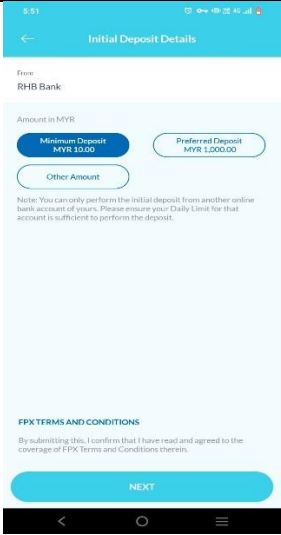 5:51
4G
Initial Deposit Details
From
RHB Bank
Amount in MYR
Minimum Deposit
MYR 10.00
Preferred Deposit
MYR 1,000.00
Other Amount
Note: You can only perform the initial deposit from another online
bank account of yours. Please ensure your Daily Limit for that
account is sufficient to perform the deposit.
FPX TERMS AND CONDITIONS
By submitting this, I confirm that I have read and agreed to the
coverage of FPX Terms and Conditions therein.
NEXT